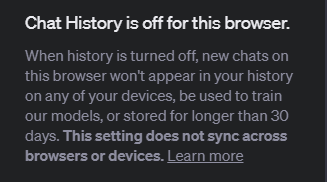 Chat History is off for this browser.
When history is turned off, new chats on
this browser won't appear in your history
on any of your devices, be used to train
our models, or stored for longer than 30
days. This setting does not sync across
browsers or devices. Learn more